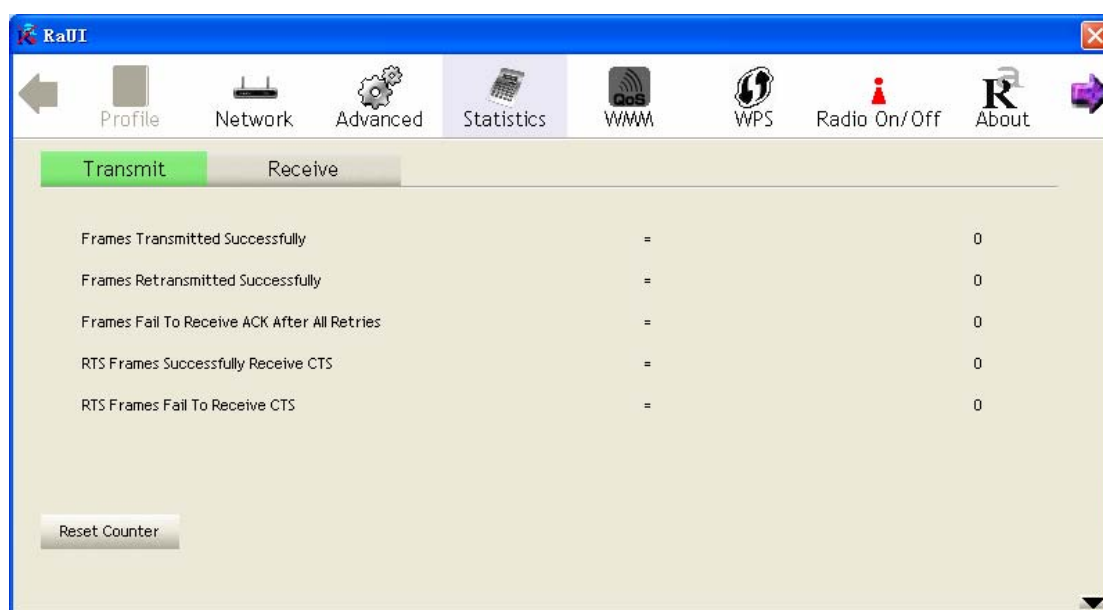 RaUI
Profile Network Advanced Statistics QoS WMM WPS Radio On/Off Ra About
Transmit Receive
Frames Transmitted Successfully = 0
Frames Retransmitted Successfully = 0
Frames Fail To Receive ACK After All Retries = 0
RTS Frames Successfully Receive CTS = 0
RTS Frames Fail To Receive CTS = 0
Reset Counter